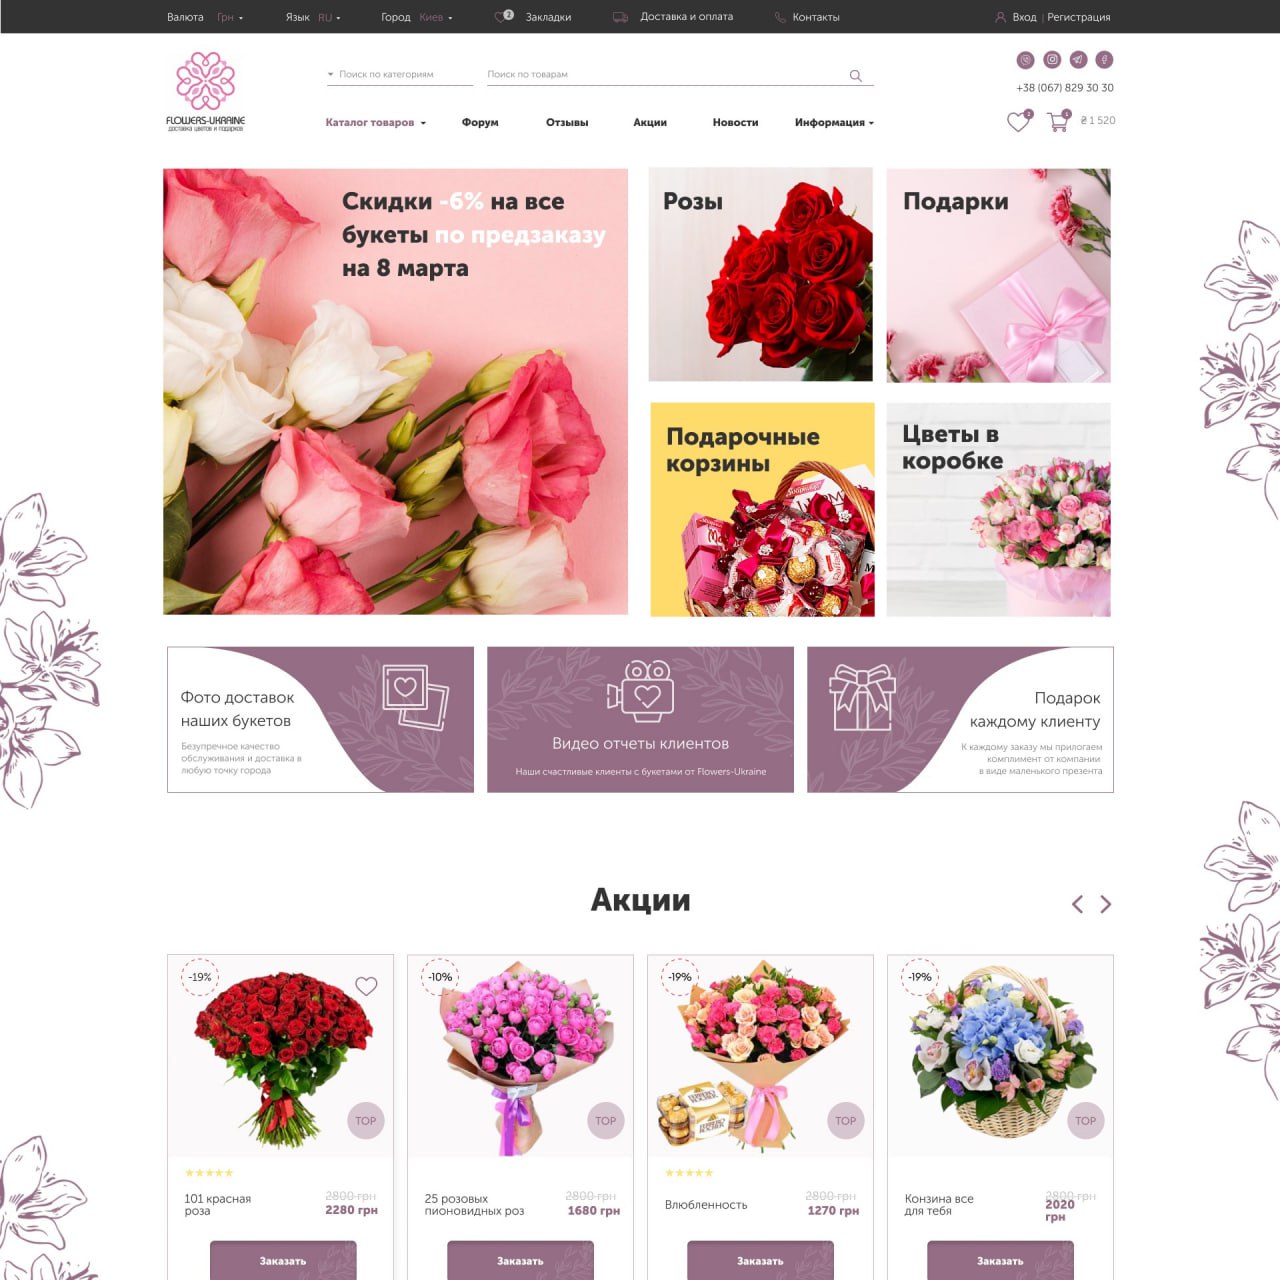 Валюта Грн Язык RU Город Киев 2 Закладки Доставка и оплата Контакты Вход | Регистрация
FLOWERS-UKRAINE
доставка цветов и подарков
Поиск по категориям Поиск по товарам
+38 (067) 829 30 30
Каталог товаров Форум Отзывы Акции Новости Информация
2 1 ₴ 1 520
Скидки -6% на все
букеты по предзаказу
на 8 марта
Розы
Подарки
Подарочные
корзины
Цветы в
коробке
Фото доставок
наших букетов
Безупречное качество
обслуживания и доставка в
любую точку города
Видео отчеты клиентов
Наши счастливые клиенты с букетами от Flowers-Ukraine
Подарок
каждому клиенту
К каждому заказу мы прилогаем
комплимент от компании
в виде маленького презента
Акции
-19%
TOP
101 красная
роза
2800 грн
2280 грн
Заказать
-10%
TOP
25 розовых
пионовидных роз
2800 грн
1680 грн
Заказать
-19%
FERRERO
ROCHER
TOP
Влюбленность
2800 грн
1270 грн
Заказать
-19%
TOP
Конзина все
для тебя
2800 грн
2020
грн
Заказать